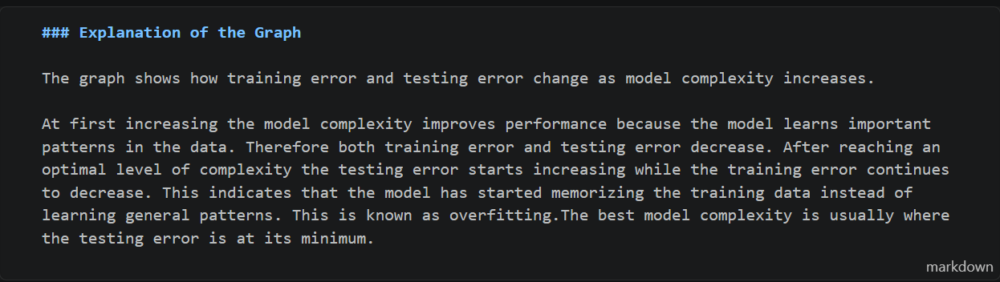 ### Explanation of the Graph
The graph shows how training error and testing error change as model complexity increases.
At first increasing the model complexity improves performance because the model learns important
patterns in the data. Therefore both training error and testing error decrease. After reaching an
optimal level of complexity the testing error starts increasing while the training error continues
to decrease. This indicates that the model has started memorizing the training data instead of
learning general patterns. This is known as overfitting.The best model complexity is usually where
the testing error is at its minimum.
markdown